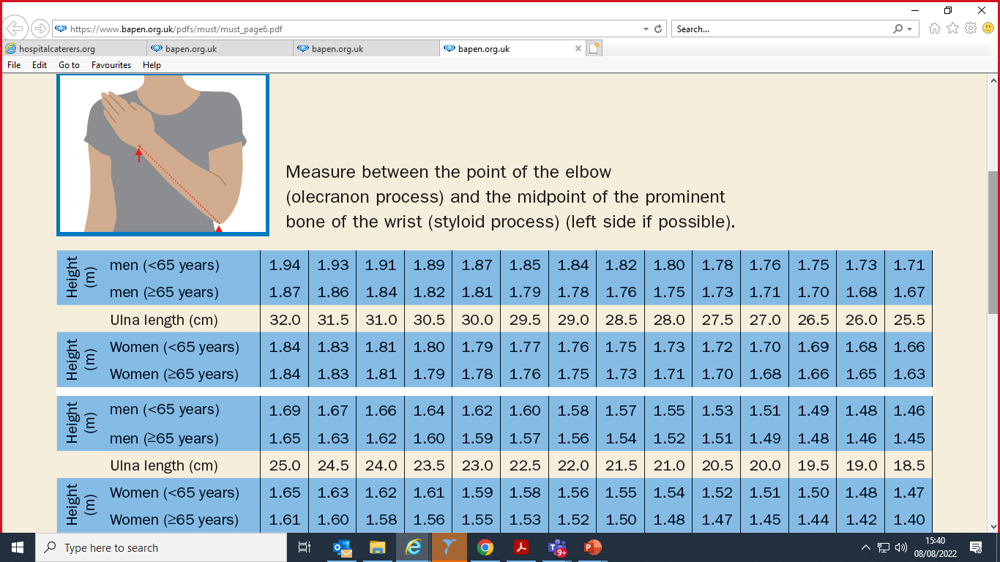 https://www.bapen.org.uk/pdfs/must/must_page6.pdf
Search...
hospitalcaterers.org
bapen.org.uk
bapen.org.uk
bapen.org.uk
File Edit Go to Favourites Help
Measure between the point of the elbow
(olecranon process) and the midpoint of the prominent
bone of the wrist (styloid process) (left side if possible).
Height (m)
men (<65 years) 1.94 1.93 1.91 1.89 1.87 1.85 1.84 1.82 1.80 1.78 1.76 1.75 1.73 1.71
men (≥65 years) 1.87 1.86 1.84 1.82 1.81 1.79 1.78 1.76 1.75 1.73 1.71 1.70 1.68 1.67
Ulna length (cm) 32.0 31.5 31.0 30.5 30.0 29.5 29.0 28.5 28.0 27.5 27.0 26.5 26.0 25.5
Height (m)
Women (<65 years) 1.84 1.83 1.81 1.80 1.79 1.77 1.76 1.75 1.73 1.72 1.70 1.69 1.68 1.66
Women (≥65 years) 1.84 1.83 1.81 1.79 1.78 1.76 1.75 1.73 1.71 1.70 1.68 1.66 1.65 1.63
Height (m)
men (<65 years) 1.69 1.67 1.66 1.64 1.62 1.60 1.58 1.57 1.55 1.53 1.51 1.49 1.48 1.46
men (≥65 years) 1.65 1.63 1.62 1.60 1.59 1.57 1.56 1.54 1.52 1.51 1.49 1.48 1.46 1.45
Ulna length (cm) 25.0 24.5 24.0 23.5 23.0 22.5 22.0 21.5 21.0 20.5 20.0 19.5 19.0 18.5
Height (m)
Women (<65 years) 1.65 1.63 1.62 1.61 1.59 1.58 1.56 1.55 1.54 1.52 1.51 1.50 1.48 1.47
Women (≥65 years) 1.61 1.60 1.58 1.56 1.55 1.53 1.52 1.50 1.48 1.47 1.45 1.44 1.42 1.40
Type here to search
9+
15:40
08/08/2022